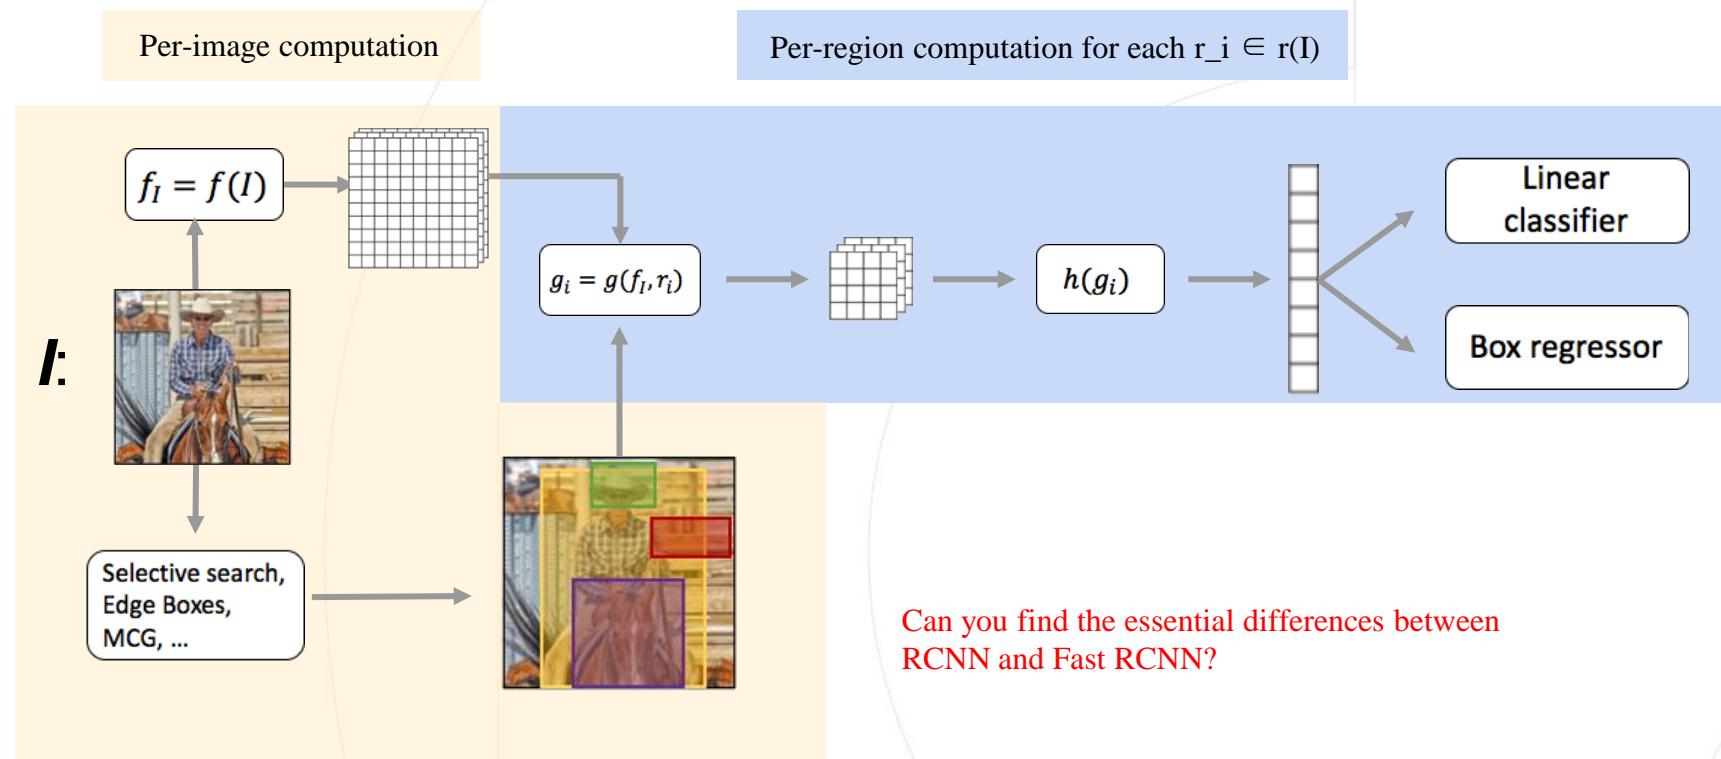 Per-image computation
Per-region computation for each r_i ∈ r(I)
f_I = f(I)
g_i = g(f_I, r_i)
h(g_i)
Linear
classifier
Box regressor
I:
Selective search,
Edge Boxes,
MCG, ...
Can you find the essential differences between
RCNN and Fast RCNN?